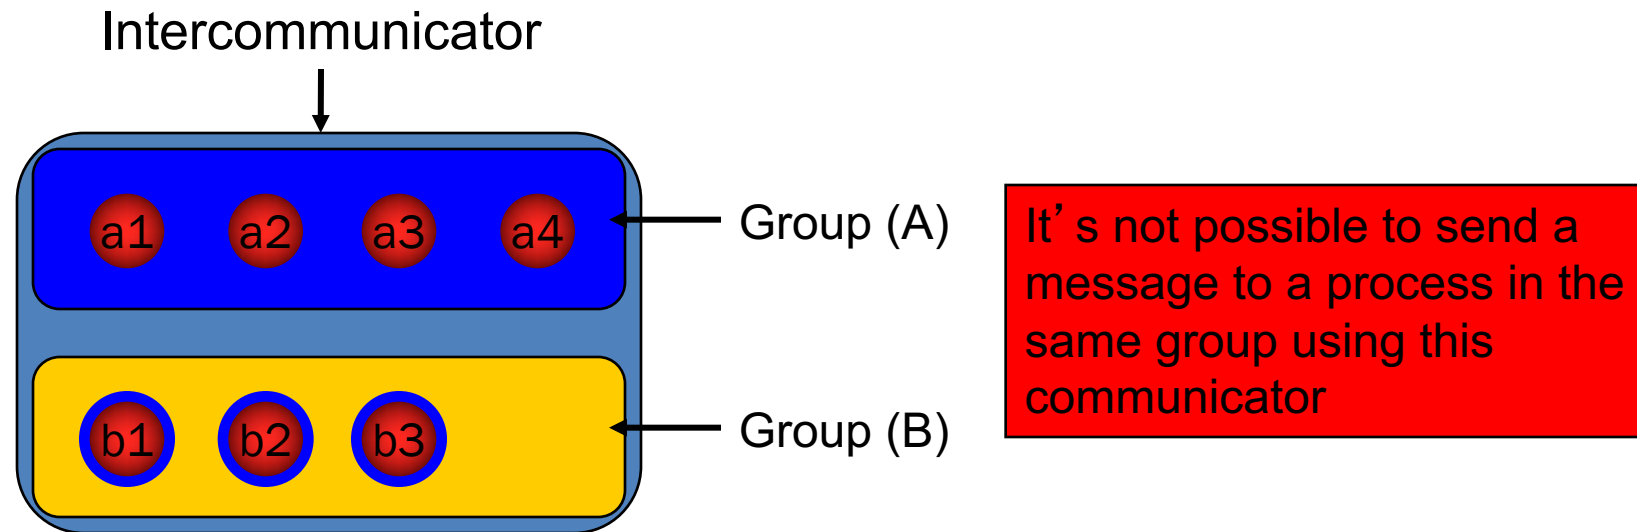 Intercommunicator
a1 a2 a3 a4
Group (A)
It’s not possible to send a
message to a process in the
same group using this
communicator
b1 b2 b3
Group (B)